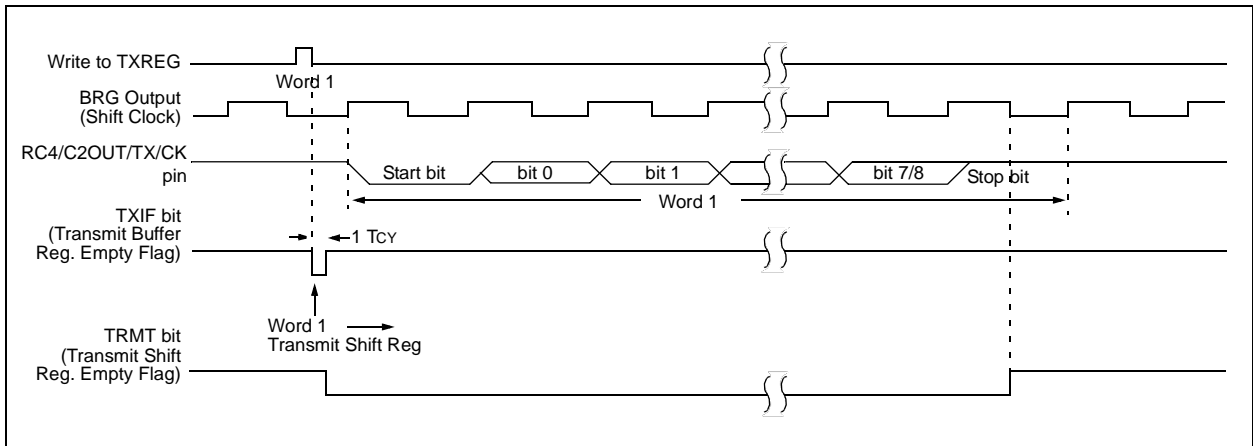 Write to TXREG
Word 1
BRG Output
(Shift Clock)
RC4/C2OUT/TX/CK
pin
Start bit
bit 0
bit 1
bit 7/8
Stop bit
Word 1
TXIF bit
(Transmit Buffer
Reg. Empty Flag)
1 TCY
Word 1
Transmit Shift Reg
TRMT bit
(Transmit Shift
Reg. Empty Flag)